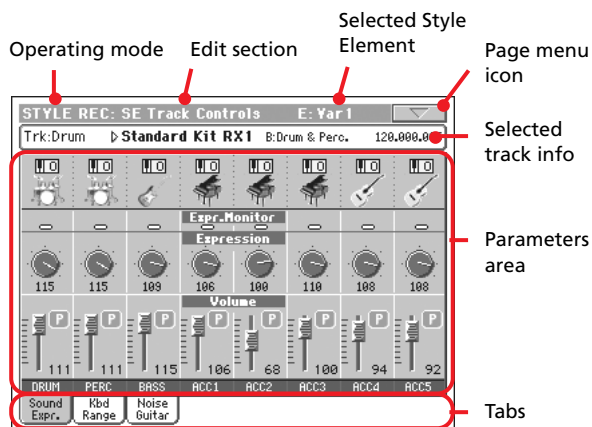 Operating mode
Edit section
Selected Style
Element
Page menu
icon
STYLE REC: SE Track Controls E: Var1
Trk:Drum Standard Kit RX1 B:Drum & Perc.
Selected
track info
Expr.Monitor
Expression
115 115 109 106 100 110 108 108
Volume
P P P P P P P P
111 111 115 106 68 100 94 92
DRUM PERC BASS ACC1 ACC2 ACC3 ACC4 ACC5
Parameters
area
Sound
Expr.
Kbd
Range
Noise
Guitar
Tabs